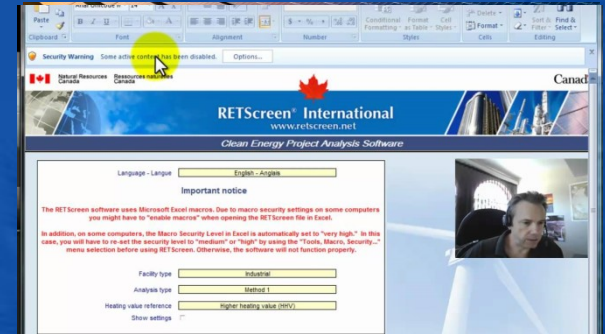 Paste
B I U
$ % ,
Conditional Format Cell
Formatting as Table Styles
Delete
Format
Sort & Find &
Filter Select
Clipboard Font Alignment Number Styles Cells Editing
Security Warning Some active content has been disabled. Options...
Natural Resources Canada Ressources naturelles Canada
Canad
RETScreen® International
www.retscreen.net
Clean Energy Project Analysis Software
Language - Langue English - Anglais
Important notice
The RETScreen software uses Microsoft Excel macros. Due to macro security settings on some computers
you might have to "enable macros" when opening the RETScreen file in Excel.
In addition, on some computers, the Macro Security Level in Excel is automatically set to "very high." In this
case, you will have to re-set the security level to "medium" or "high" by using the "Tools, Macro, Security..."
menu selection before using RETScreen. Otherwise, the software will not function properly.
Facility type Industrial
Analysis type Method 1
Heating value reference Higher heating value (HHV)
Show settings